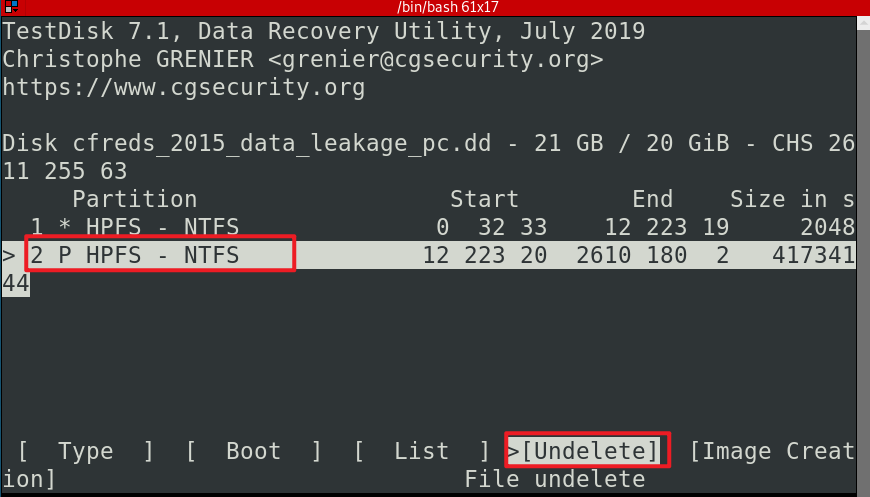 /bin/bash 61x17
TestDisk 7.1, Data Recovery Utility, July 2019
Christophe GRENIER <grenier@cgsecurity.org>
https://www.cgsecurity.org
Disk cfreds_2015_data_leakage_pc.dd - 21 GB / 20 GiB - CHS 26
11 255 63
Partition Start End Size in s
1 * HPFS - NTFS 0 32 33 12 223 19 2048
> 2 P HPFS - NTFS 12 223 20 2610 180 2 417341
44
[ Type ] [ Boot ] [ List ] >[Undelete] [Image Creat
ion] File undelete